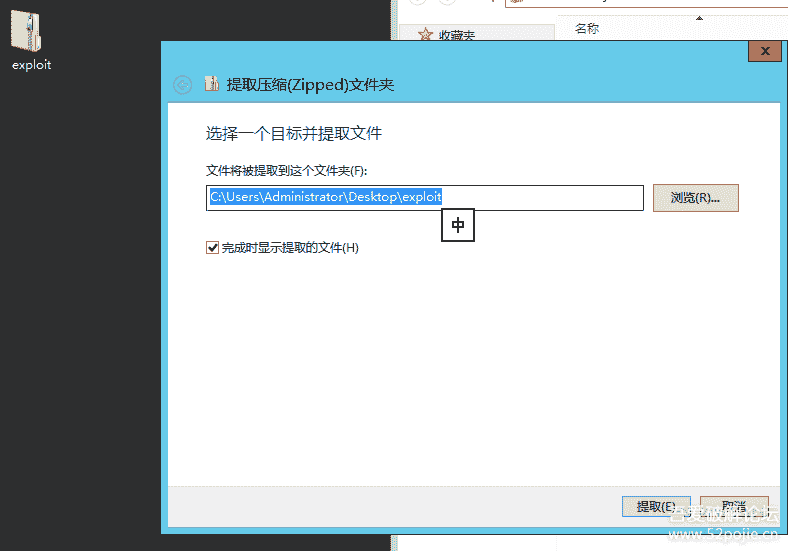 exploit
收藏夹
名称
x
提取压缩(Zipped)文件夹
选择一个目标并提取文件
文件将被提取到这个文件夹(F):
C:\Users\Administrator\Desktop\exploit
浏览(R)...
中
完成时显示提取的文件(H)
提取(E)
取消
吾爱破解论坛
www.52pojie.cn